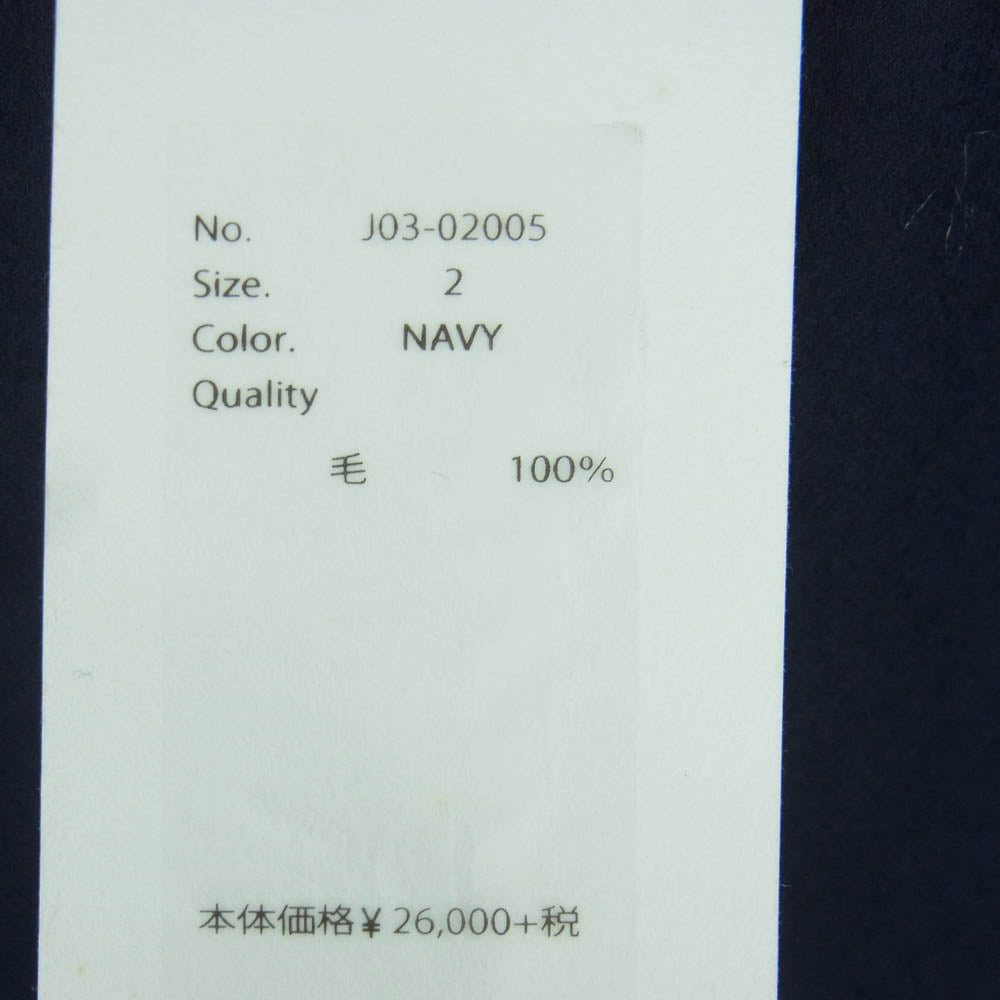 No. J03-02005
Size. 2
Color. NAVY
Quality
毛 100%
本体価格¥ 26,000+税